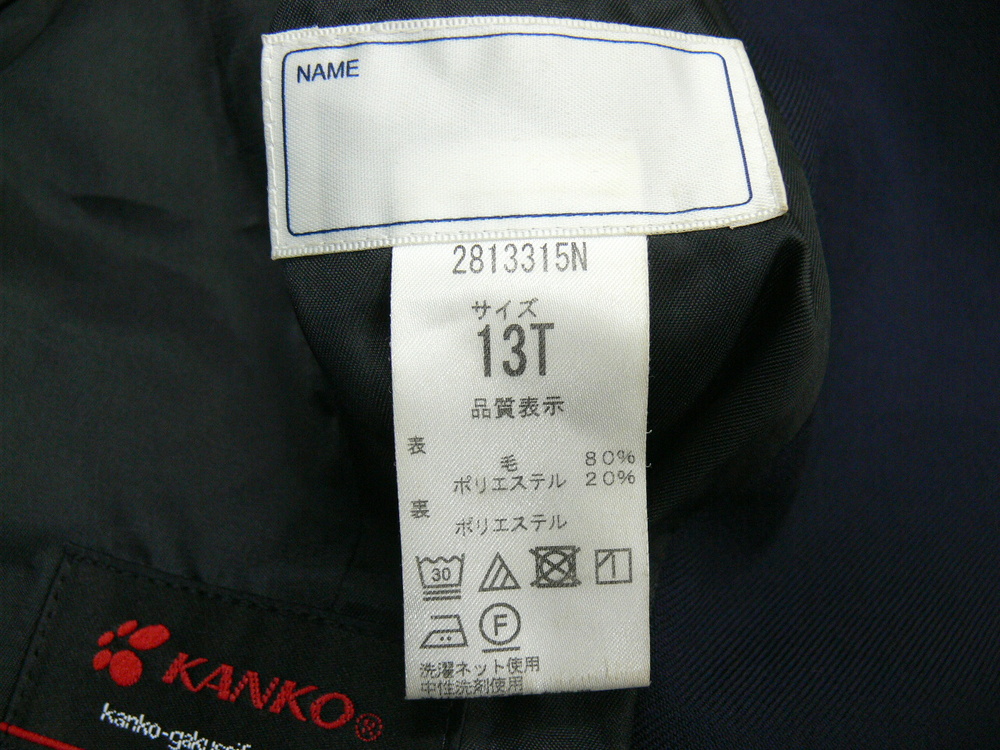 NAME
2813315N
サイズ
13T
品質表示
表
毛 80%
ポリエステル 20%
裏
ポリエステル
30
F
洗濯ネット使用
中性洗剤使用
KANKO®